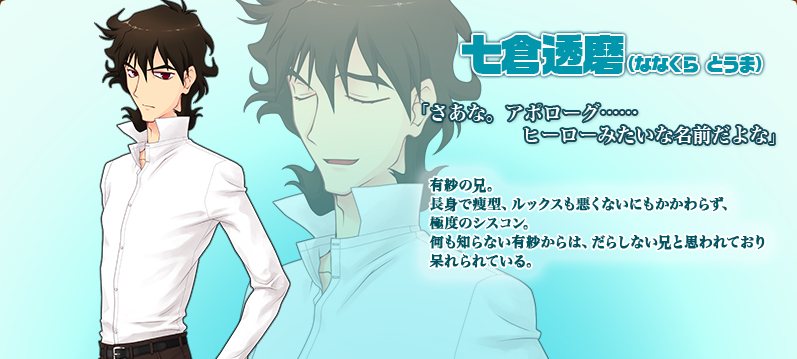 七倉透磨(ななくら とうま)
「さあな。アポローグ……
ヒーローみたいな名前だよな」
有紗の兄。
長身で痩型、ルックスも悪くないにもかかわらず、
極度のシスコン。
何も知らない有紗からは、だらしない兄と思われており
呆れられている。